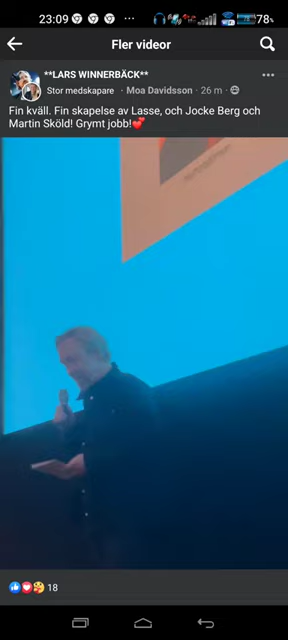 23:09
78%
Fler videor
**LARS WINNERBÄCK**
Stor medskapare · Moa Davidsson · 26 m ·
Fin kväll. Fin skapelse av Lasse, och Jocke Berg och
Martin Sköld! Grymt jobb!💕
18